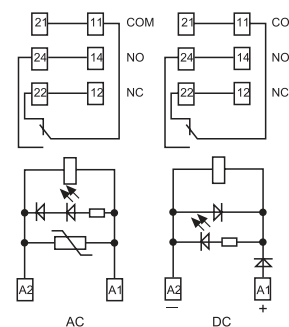 21 11 COM 21 11 CO
24 14 NO 24 14 NO
22 12 NC 22 12 NC
A2 A1 A2 A1
— +
AC DC